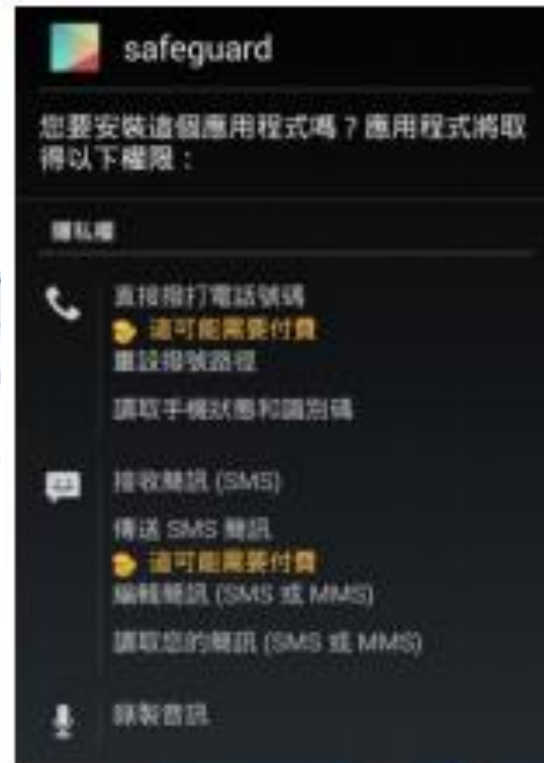 safeguard
您要安裝這個應用程式嗎？應用程式將取
得以下權限：
隱私權
直接撥打電話號碼
這可能需要付費
重設撥號路徑
讀取手機狀態和識別碼
接收簡訊 (SMS)
傳送 SMS 簡訊
這可能需要付費
編輯簡訊 (SMS 或 MMS)
讀取您的簡訊 (SMS 或 MMS)
錄製音訊